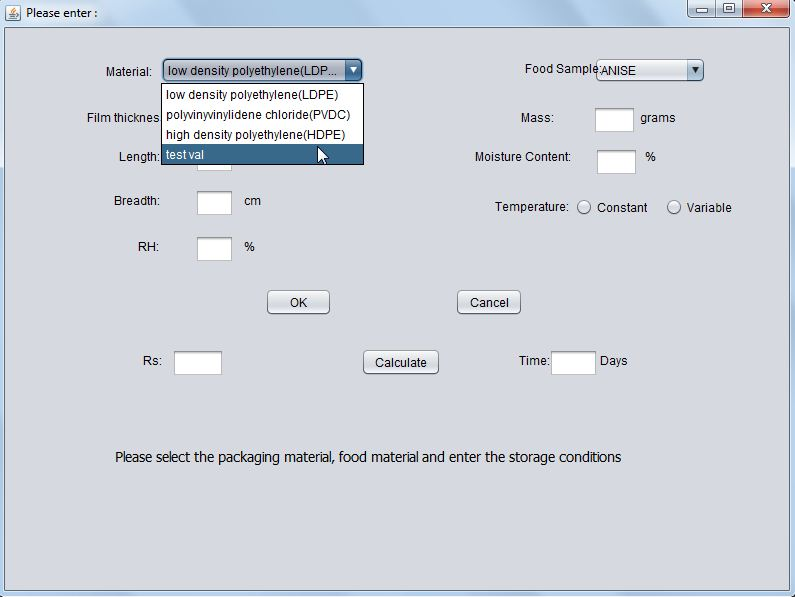 Please enter :
Material: low density polyethylene(LDP... Food Sample: ANISE
low density polyethylene(LDPE)
polyvinyvinylidene chloride(PVDC)
high density polyethylene(HDPE)
test val
Film thicknes Mass: grams
Length: Moisture Content: %
Breadth: cm Temperature: Constant Variable
RH: %
OK Cancel
Rs: Calculate Time: Days
Please select the packaging material, food material and enter the storage conditions